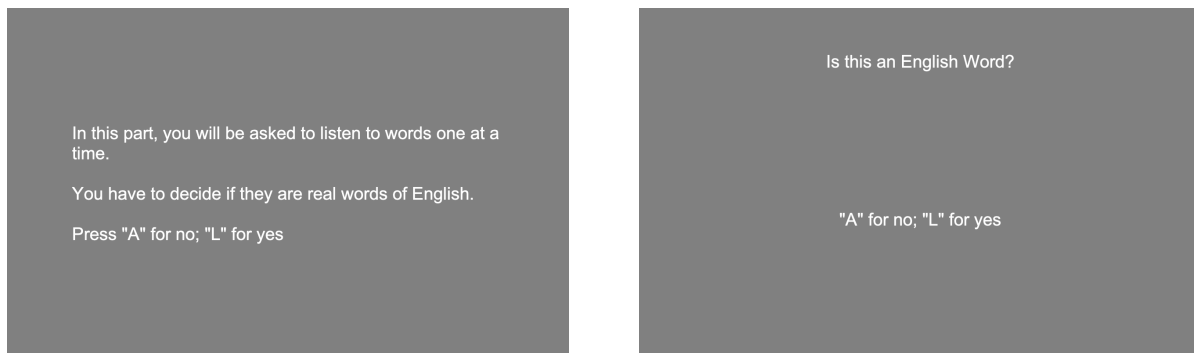 In this part, you will be asked to listen to words one at a
time.
You have to decide if they are real words of English.
Press "A" for no; "L" for yes
Is this an English Word?
"A" for no; "L" for yes